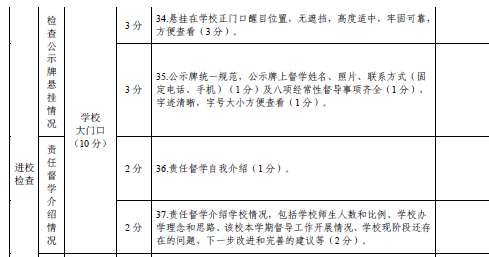 进校
检查
检
查
公
示
牌
悬
挂
情
况
责
任
督
学
介
绍
情
况
学校
大门口
（10 分）
3 分
34.悬挂在学校正门口醒目位置，无遮挡，高度适中，牢固可靠，
方便查看（3 分）。
3 分
35.公示牌统一规范，公示牌上督学姓名、照片、联系方式（固
定电话、手机）（1 分）及八项经常性督导事项齐全（1 分），
字迹清晰，字号大小方便查看（1 分）。
2 分
36.责任督学自我介绍（1 分）。
2 分
37.责任督学介绍学校情况，包括学校师生人数和比例、学校办
学理念和思路、该校本学期督导工作开展情况、学校现阶段还存
在的问题、下一步改进和完善的建议等（2 分）。